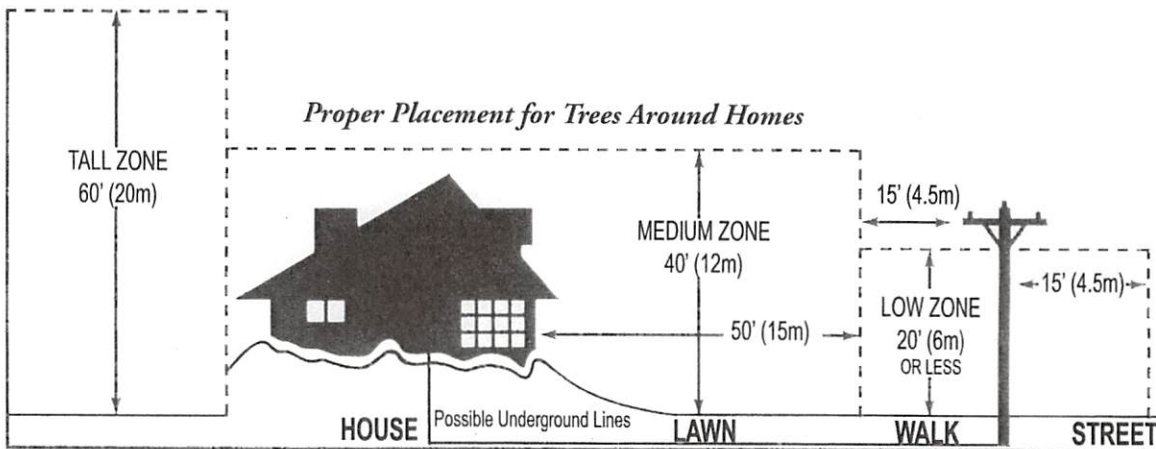 Proper Placement for Trees Around Homes
TALL ZONE
60' (20m)
MEDIUM ZONE
40' (12m)
15' (4.5m)
50' (15m)
LOW ZONE
20' (6m)
OR LESS
15' (4.5m)
HOUSE
Possible Underground Lines
LAWN
WALK
STREET